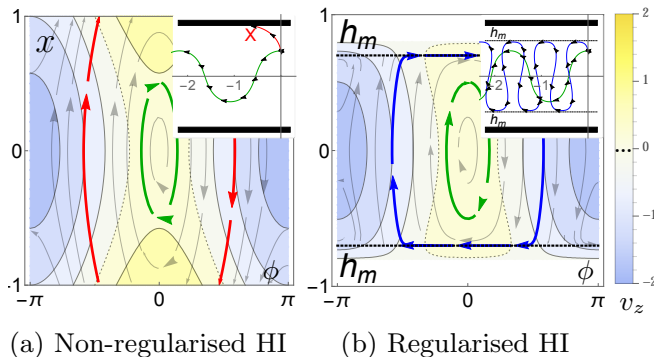 1
x
X
−2
−1
0
-1
−π
0
π
ϕ
1
h_m
h_m
−2
−1
h_m
0
h_m
-1
−π
0
π
ϕ
2
1
0
−1
−2
v_z
(a) Non-regularised HI
(b) Regularised HI